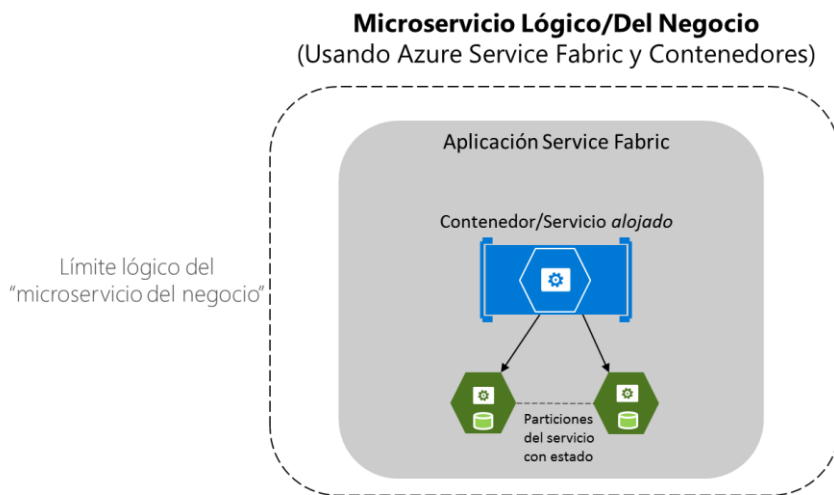 Microservicio Lógico/Del Negocio
(Usando Azure Service Fabric y Contenedores)
Aplicación Service Fabric
Contenedor/Servicio alojado
Límite lógico del
“microservicio del negocio”
Particiones
del servicio
con estado